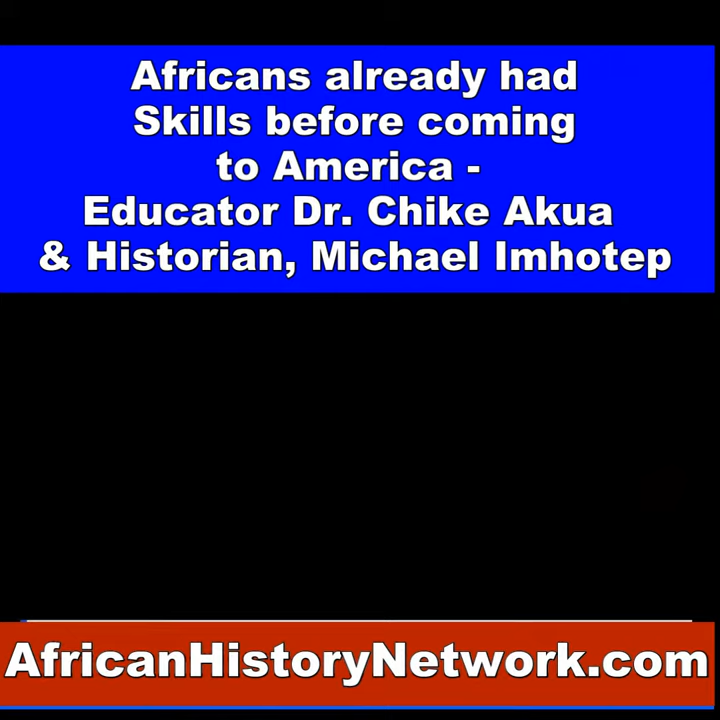 Africans already had
Skills before coming
to America -
Educator Dr. Chike Akua
& Historian, Michael Imhotep
AfricanHistoryNetwork.com